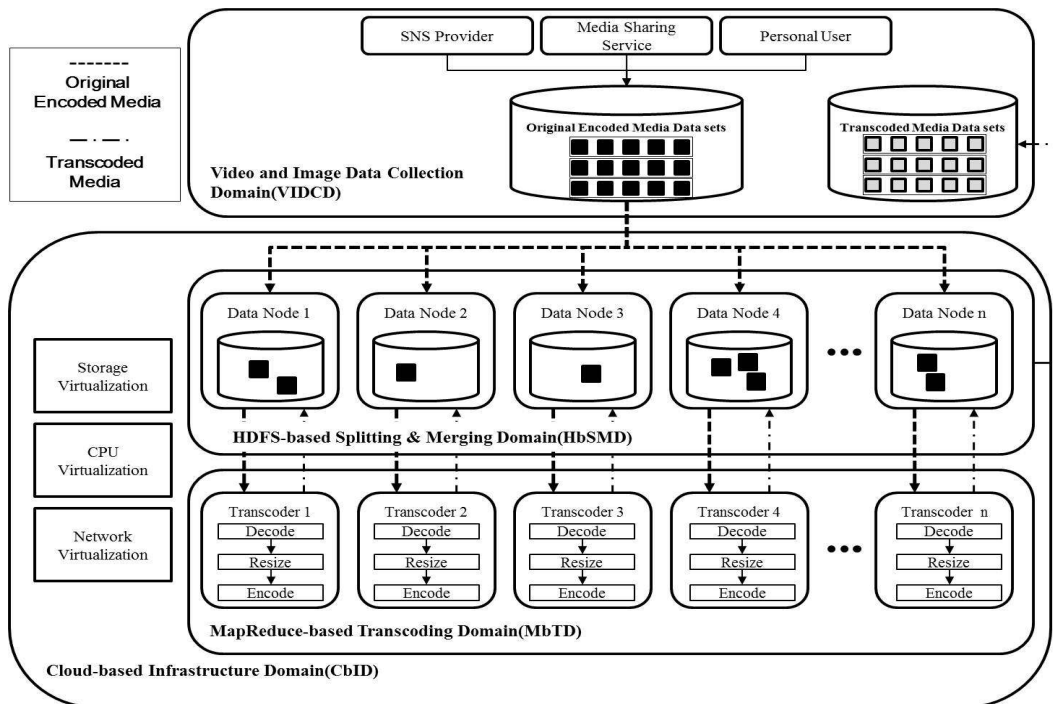 Original
Encoded Media
Transcoded
Media
SNS Provider
Media Sharing
Service
Personal User
Original Encoded Media Data sets
Transcoded Media Data sets
Video and Image Data Collection
Domain(VIDCD)
Data Node 1
Data Node 2
Data Node 3
Data Node 4
Data Node n
Storage
Virtualization
CPU
Virtualization
Network
Virtualization
HDFS-based Splitting & Merging Domain(HbSMD)
Transcoder 1
Decode
Resize
Encode
Transcoder 2
Decode
Resize
Encode
Transcoder 3
Decode
Resize
Encode
Transcoder 4
Decode
Resize
Encode
Transcoder n
Decode
Resize
Encode
MapReduce-based Transcoding Domain(MbTD)
Cloud-based Infrastructure Domain(CbID)